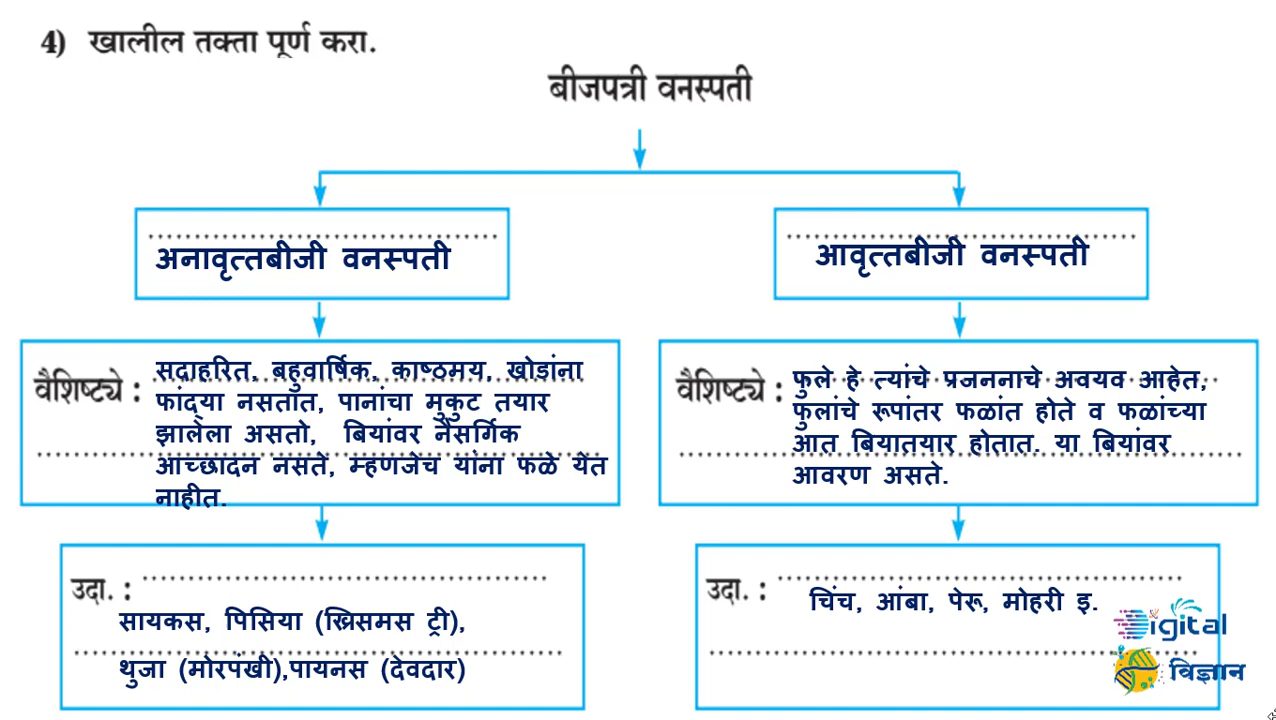 4) खालील तक्ता पूर्ण करा.
बीजपत्री वनस्पती
अनावृत्तबीजी वनस्पती
आवृत्तबीजी वनस्पती
वैशिष्ट्ये : सदाहरित, बहुवार्षिक, काष्ठमय, खोडांना
फांद्या नसतात, पानांचा मुकुट तयार
झालेला असतो, बियांवर नैसर्गिक
आच्छादन नसते, म्हणजेच यांना फळे येत
नाहीत.
वैशिष्ट्ये : फुले हे त्यांचे प्रजननाचे अवयव आहेत,
फुलांचे रूपांतर फळांत होते व फळांच्या
आत बियातयार होतात. या बियांवर
आवरण असते.
उदा. :
सायकस, पिसिया (ख्रिसमस ट्री),
थुजा (मोरपंखी),पायनस (देवदार)
उदा. : चिंच, आंबा, पेरू, मोहरी इ.
Digital
विज्ञान